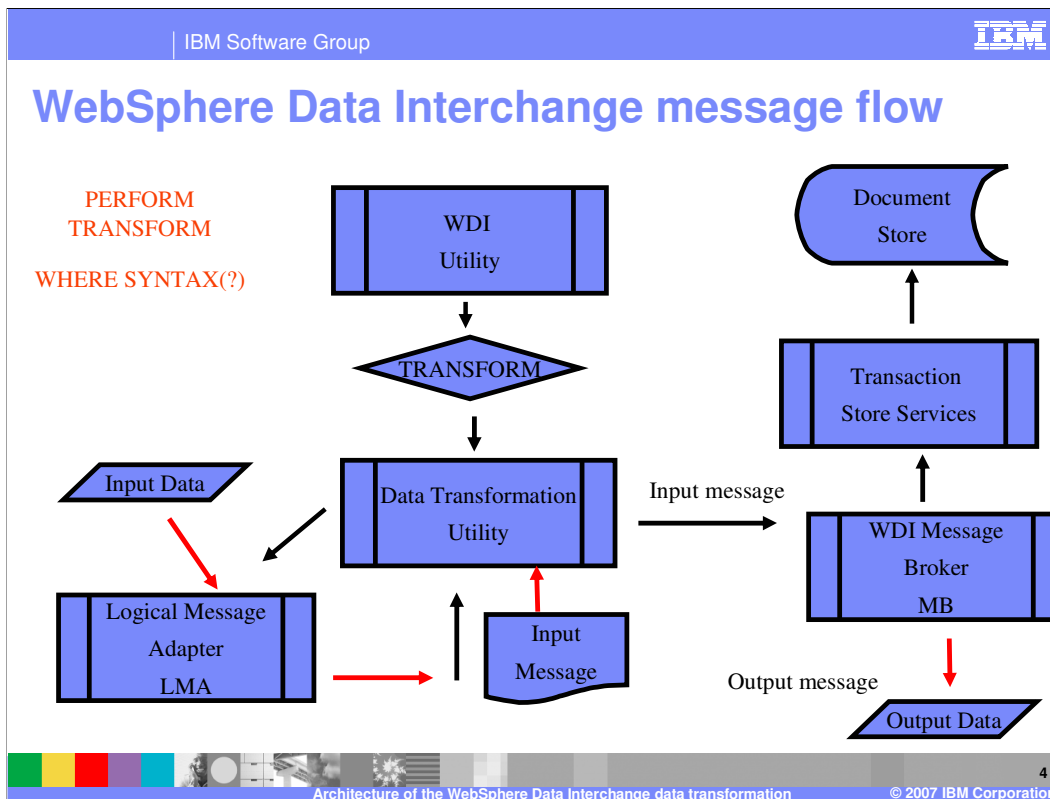 IBM Software Group
IBM
WebSphere Data Interchange message flow
PERFORM
TRANSFORM
WHERE SYNTAX(?)
WDI
Utility
TRANSFORM
Input Data
Data Transformation
Utility
Input message
Logical Message
Adapter
LMA
Input
Message
Document
Store
Transaction
Store Services
WDI Message
Broker
MB
Output message
Output Data
4
Architecture of the WebSphere Data Interchange data transformation
© 2007 IBM Corporation